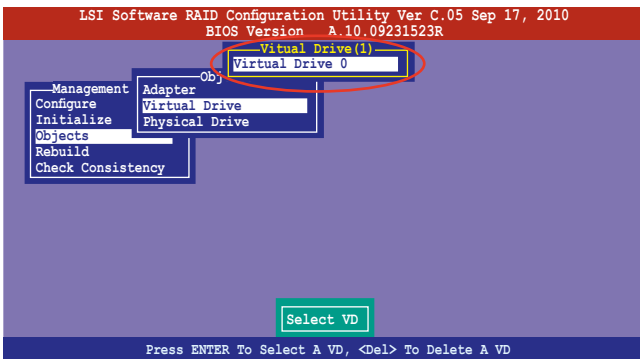 LSI Software RAID Configuration Utility Ver C.05 Sep 17, 2010
BIOS Version A.10.09231523R
Vitual Drive(1)
Virtual Drive 0
Obj
Adapter
Virtual Drive
Physical Drive
Management
Configure
Initialize
Objects
Rebuild
Check Consistency
Select VD
Press ENTER To Select A VD, <Del> To Delete A VD